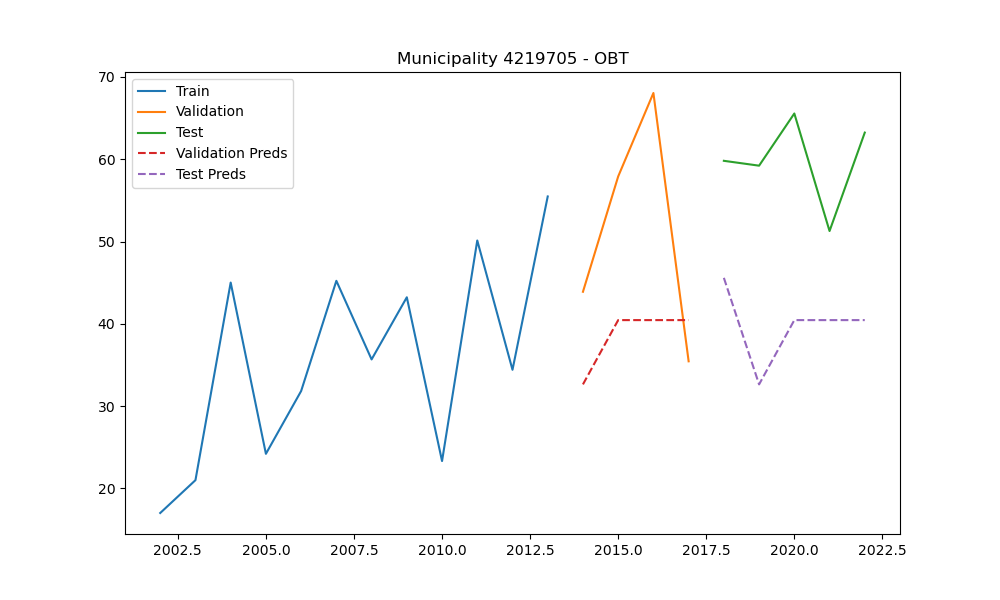 Municipality 4219705 - OBT
70
60
50
40
30
20
Train
Validation
Test
Validation Preds
Test Preds
2002.5 2005.0 2007.5 2010.0 2012.5 2015.0 2017.5 2020.0 2022.5